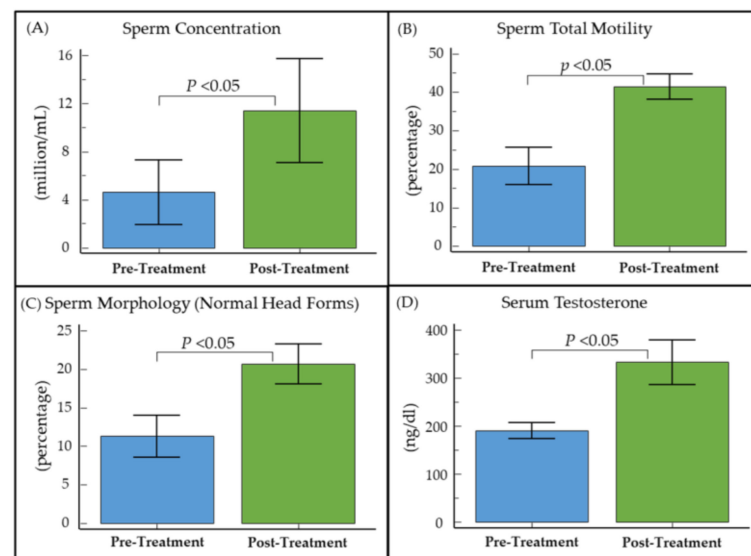 (A) Sperm Concentration
16
12
8
4
0
(million/mL)
P <0.05
Pre-Treatment Post-Treatment
(B) Sperm Total Motility
50
40
30
20
10
0
(percentage)
p <0.05
Pre-Treatment Post-Treatment
(C) Sperm Morphology (Normal Head Forms)
25
20
15
10
5
0
(percentage)
P <0.05
Pre-Treatment Post-Treatment
(D) Serum Testosterone
400
300
200
100
0
(ng/dl)
P <0.05
Pre-Treatment Post-Treatment